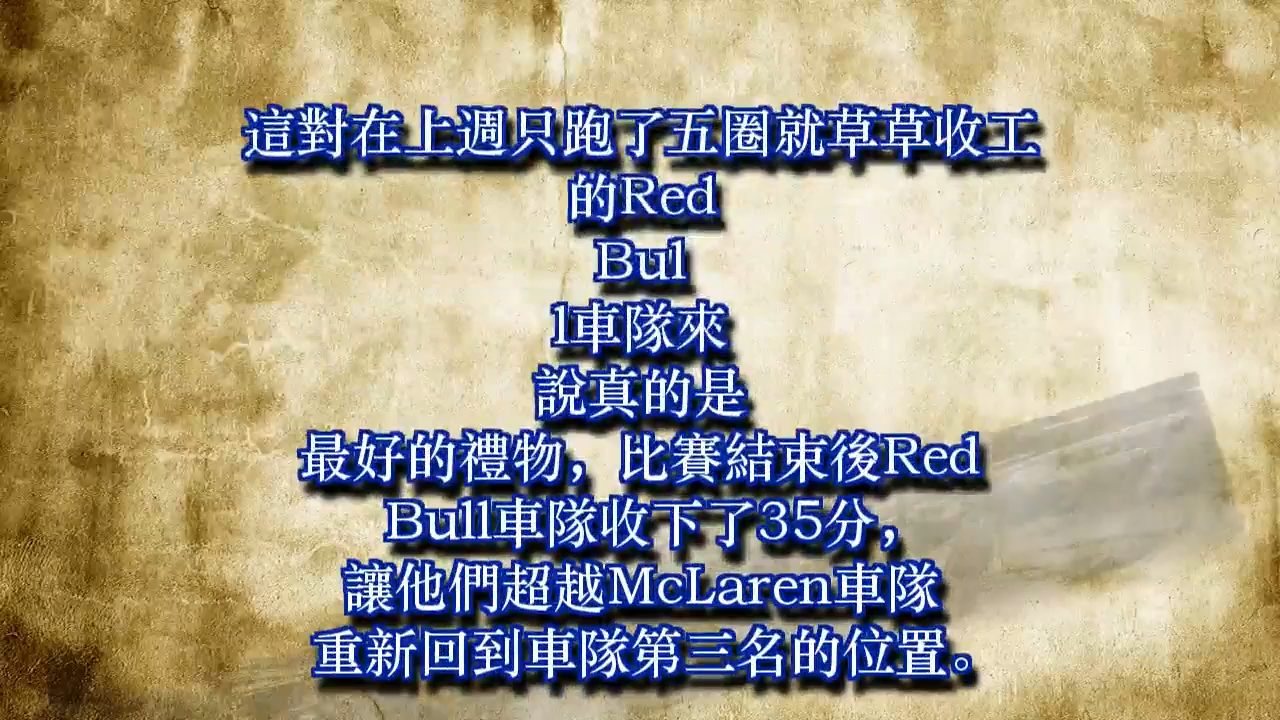 這對在上週只跑了五圈就草草收工
的Red
Bul
l車隊來
說真的是
最好的禮物，比賽結束後Red
Bull車隊收下了35分，
讓他們超越McLaren車隊
重新回到車隊第三名的位置。